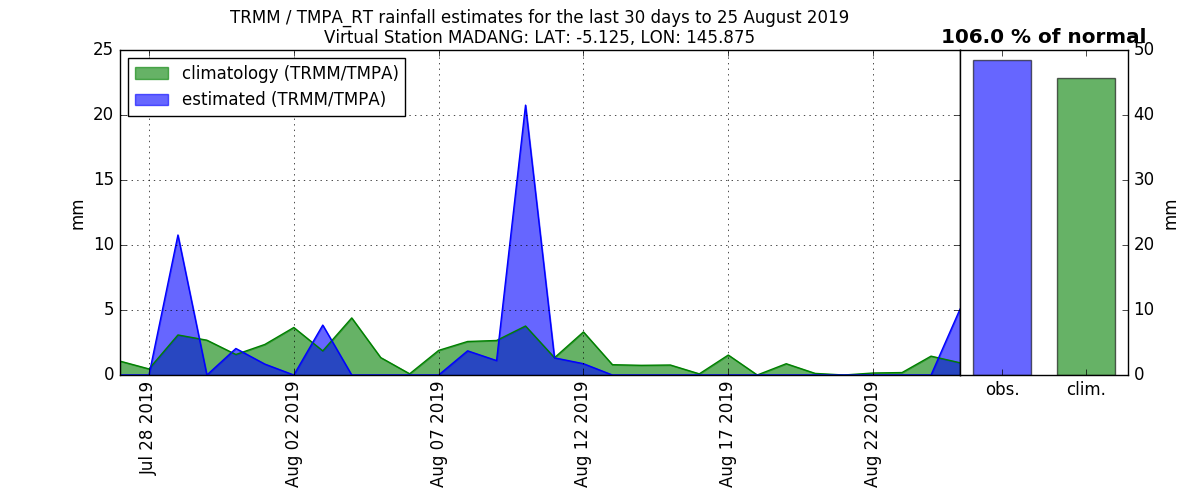 TRMM / TMPA_RT rainfall estimates for the last 30 days to 25 August 2019
Virtual Station MADANG: LAT: -5.125, LON: 145.875
106.0 % of normal
climatology (TRMM/TMPA)
estimated (TRMM/TMPA)
25
20
15
10
5
0
mm
50
40
30
20
10
0
mm
Jul 28 2019
Aug 02 2019
Aug 07 2019
Aug 12 2019
Aug 17 2019
Aug 22 2019
obs.
clim.